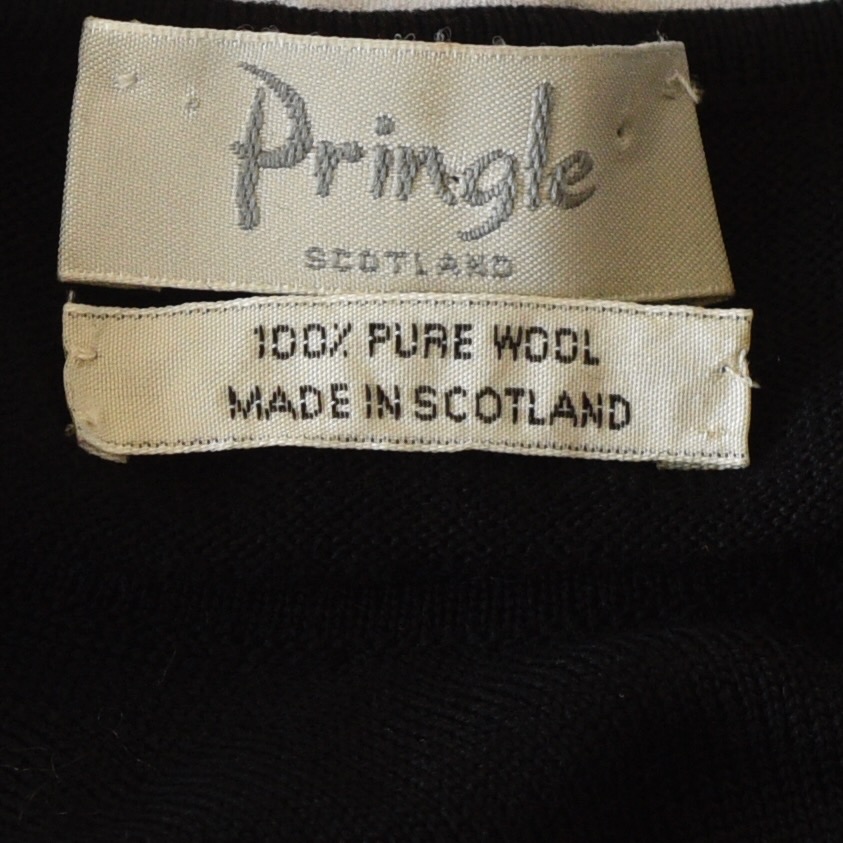 Pringle
SCOTLAND
100% PURE WOOL
MADE IN SCOTLAND